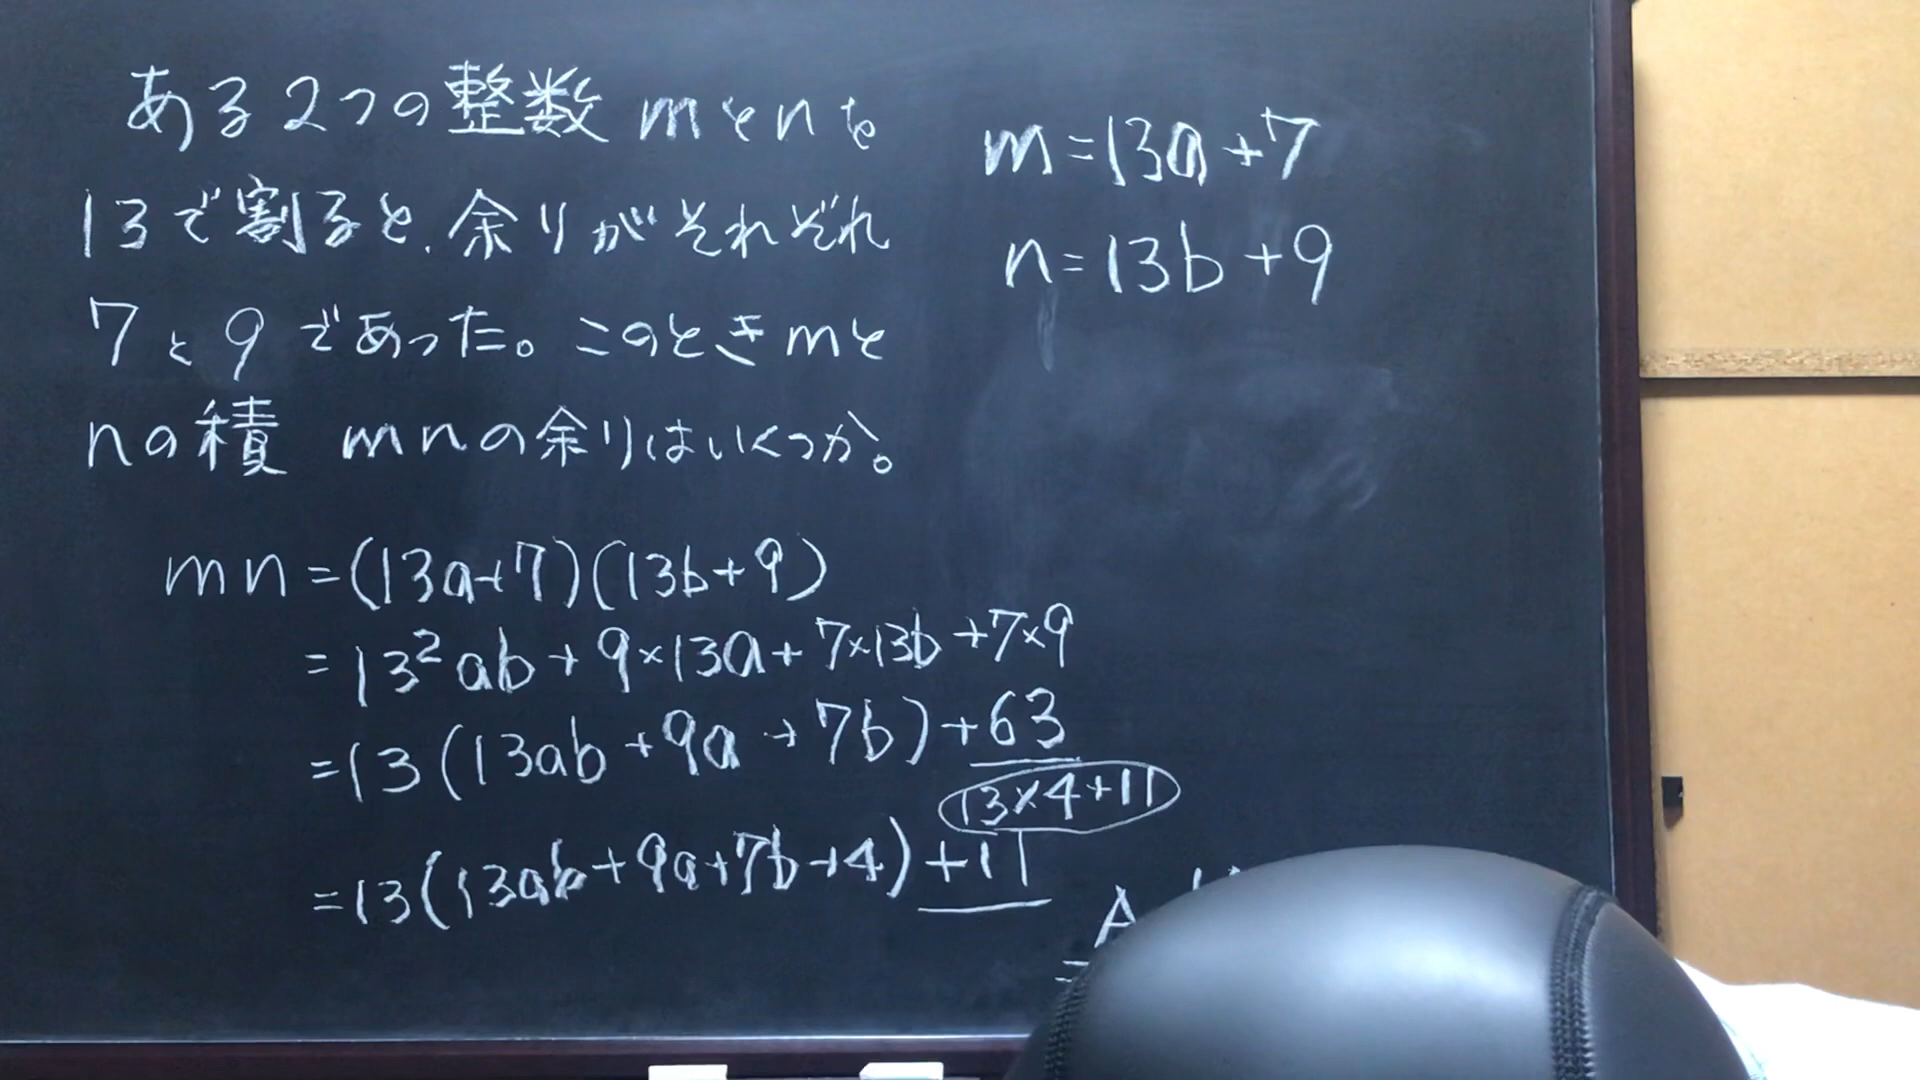 ある2つの整数mとnを
13で割ると、余りがそれぞれ
7と9であった。このときmと
nの積 mnの余りはいくつか。
m=13a+7
n=13b+9
mn=(13a+7)(13b+9)
=13²ab+9×13a+7×13b+7×9
=13(13ab+9a+7b)+63
13×4+11
=13(13ab+9a+7b+4)+11
A